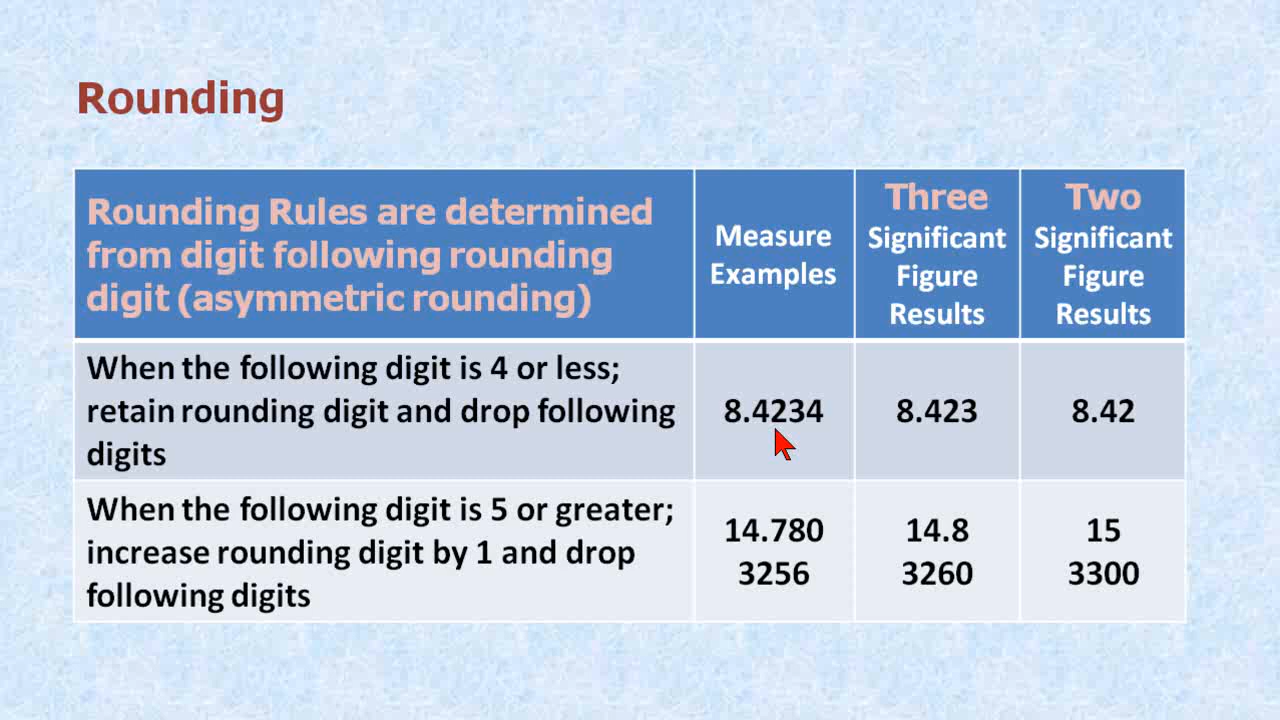 Rounding
Rounding Rules are determined
from digit following rounding
digit (asymmetric rounding)
Measure
Examples
Three
Significant
Figure
Results
Two
Significant
Figure
Results
When the following digit is 4 or less;
retain rounding digit and drop following
digits
8.4234
8.423
8.42
When the following digit is 5 or greater;
increase rounding digit by 1 and drop
following digits
14.780
3256
14.8
3260
15
3300